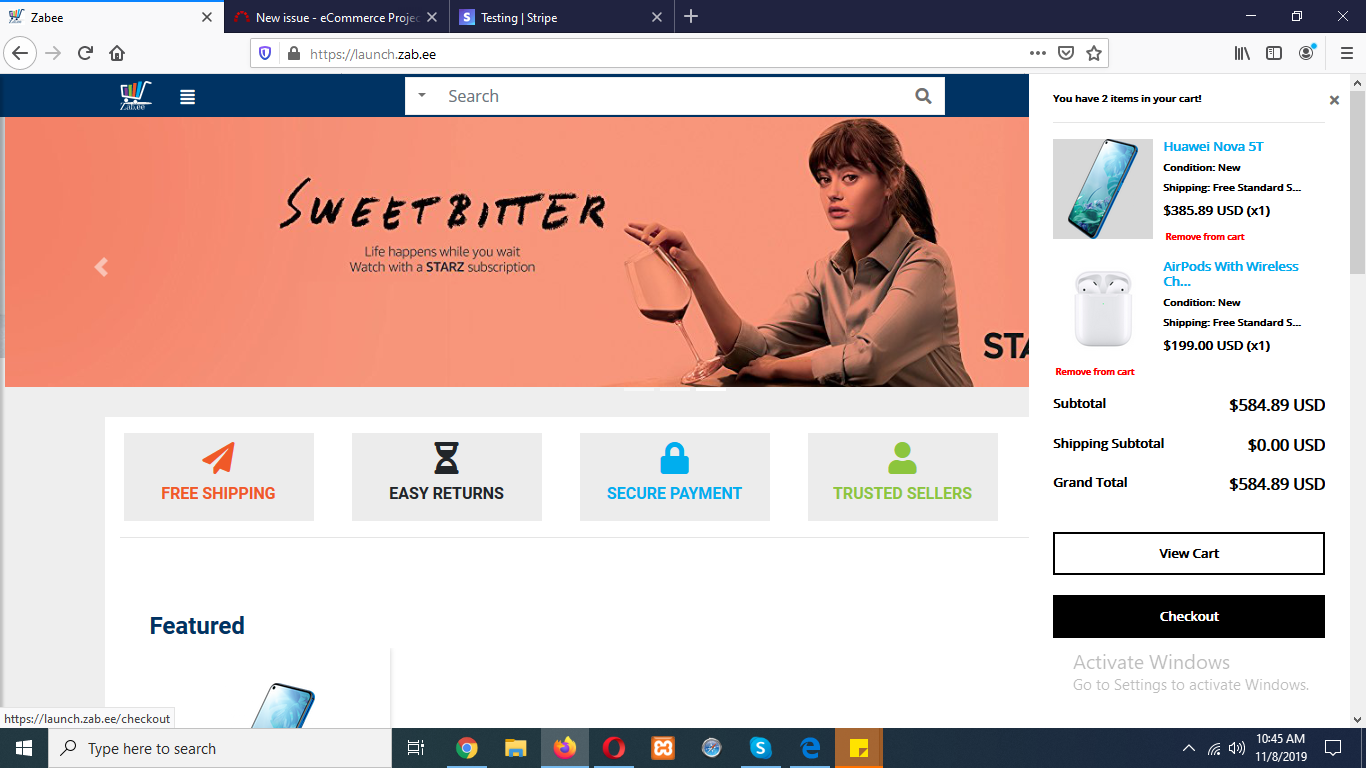 Zabee
New issue - eCommerce Projec
Testing | Stripe
https://launch.zab.ee
Zab.ee
Search
SWEETBITTER
Life happens while you wait
Watch with a STARZ subscription
STA
FREE SHIPPING
EASY RETURNS
SECURE PAYMENT
TRUSTED SELLERS
Featured
You have 2 items in your cart!
Huawei Nova 5T
Condition: New
Shipping: Free Standard S...
$385.89 USD (x1)
Remove from cart
AirPods With Wireless
Ch...
Condition: New
Shipping: Free Standard S...
$199.00 USD (x1)
Remove from cart
Subtotal $584.89 USD
Shipping Subtotal $0.00 USD
Grand Total $584.89 USD
View Cart
Checkout
Activate Windows
Go to Settings to activate Windows.
https://launch.zab.ee/checkout
Type here to search
10:45 AM
11/8/2019